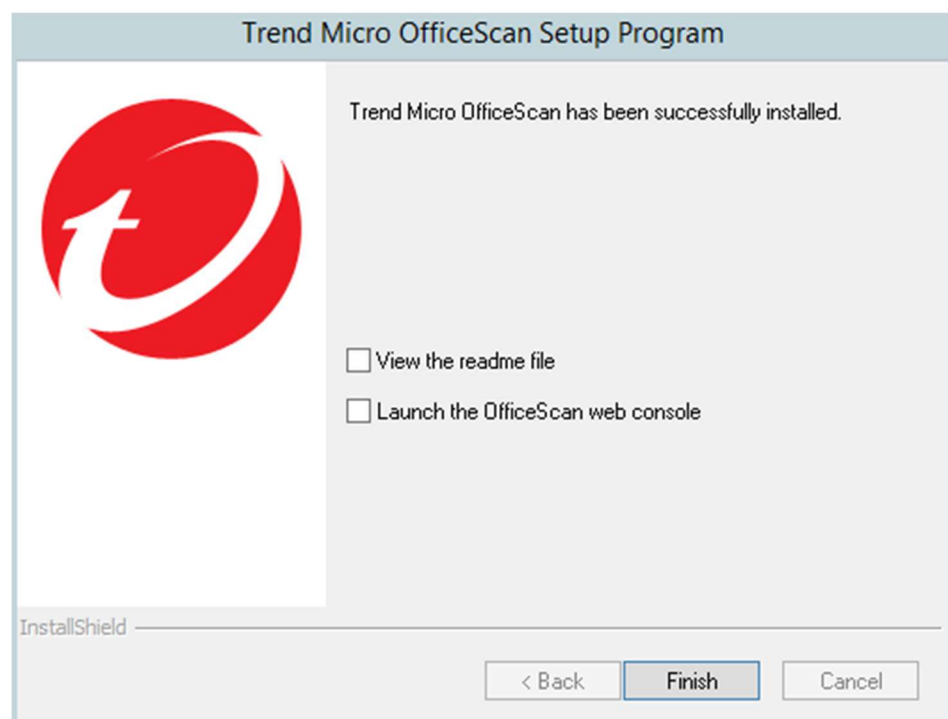 Trend Micro OfficeScan Setup Program
Trend Micro OfficeScan has been successfully installed.
View the readme file
Launch the OfficeScan web console
InstallShield
< Back
Finish
Cancel